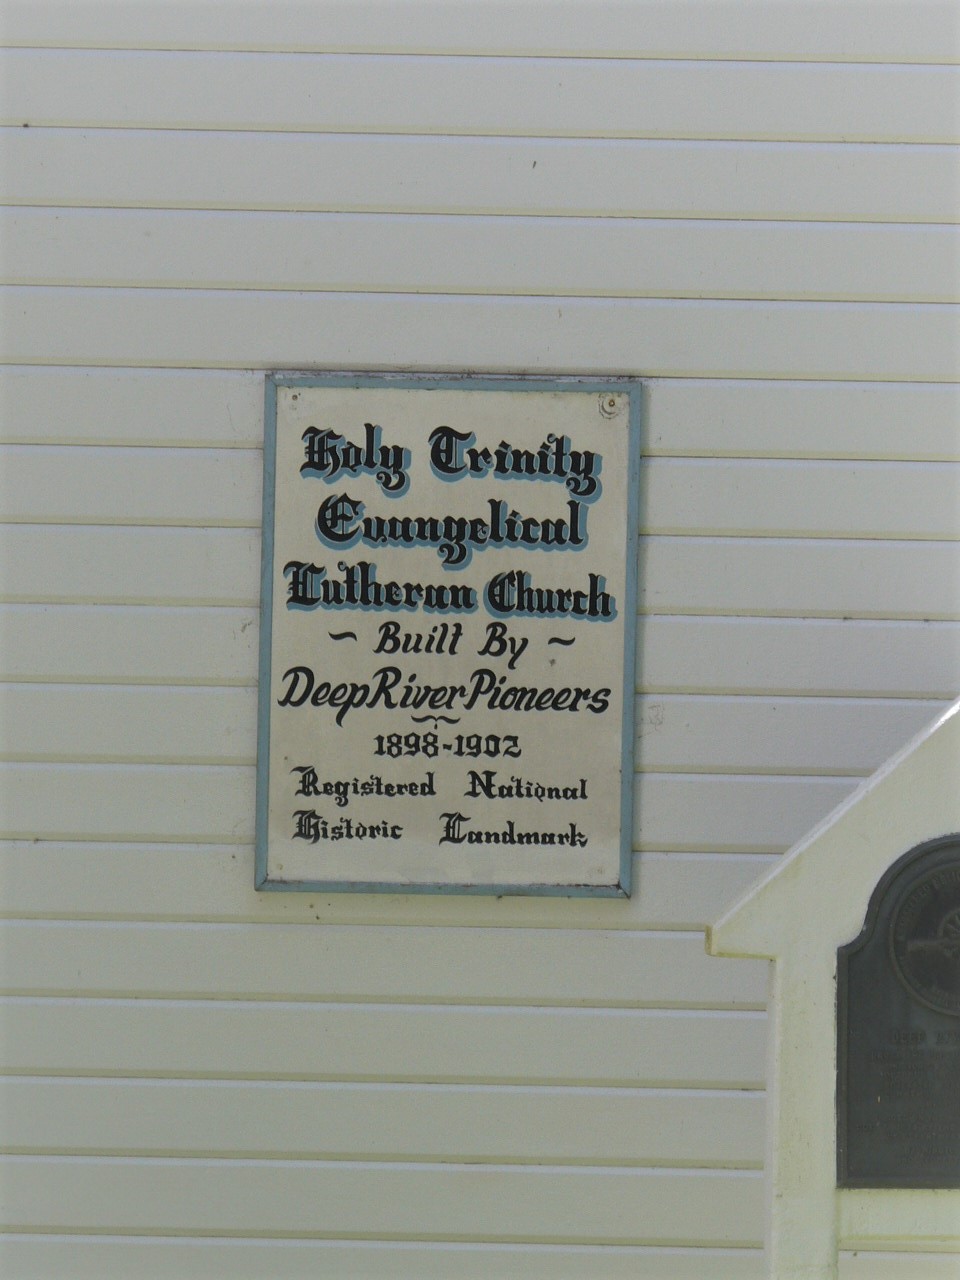 Holy Trinity
Evangelical
Lutheran Church
~ Built By ~
Deep River Pioneers
1898-1902
Registered National
Historic Landmark